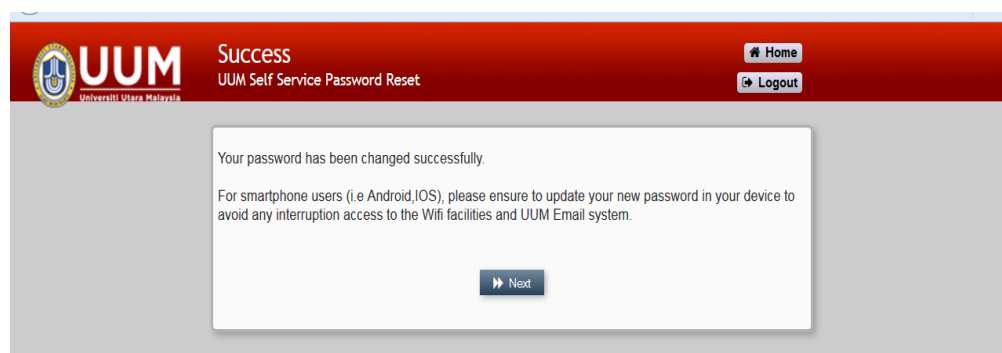 UUM
Universiti Utara Malaysia
Success
UUM Self Service Password Reset
Home
Logout
Your password has been changed successfully.
For smartphone users (i.e Android,IOS), please ensure to update your new password in your device to
avoid any interruption access to the Wifi facilities and UUM Email system.
Next